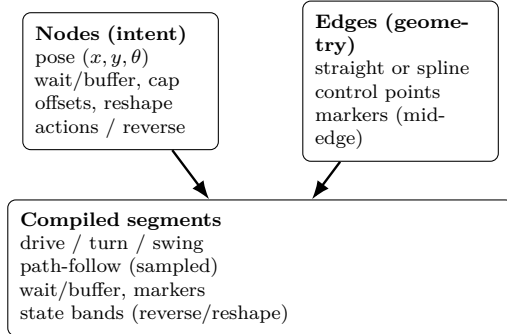 Nodes (intent)
pose (x, y, θ)
wait/buffer, cap
offsets, reshape
actions / reverse
Edges (geome-
try)
straight or spline
control points
markers (mid-
edge)
Compiled segments
drive / turn / swing
path-follow (sampled)
wait/buffer, markers
state bands (reverse/reshape)